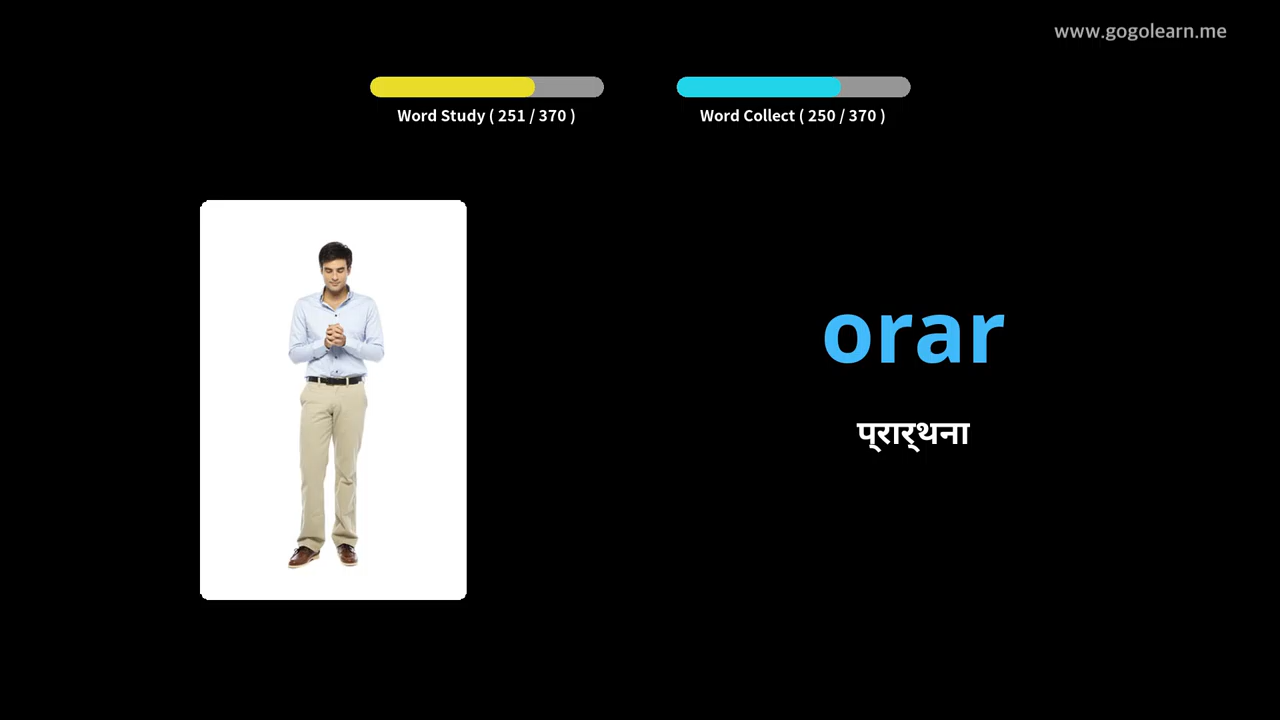 www.gogolearn.me
Word Study ( 251 / 370 )
Word Collect ( 250 / 370 )
orar
प्रार्थना